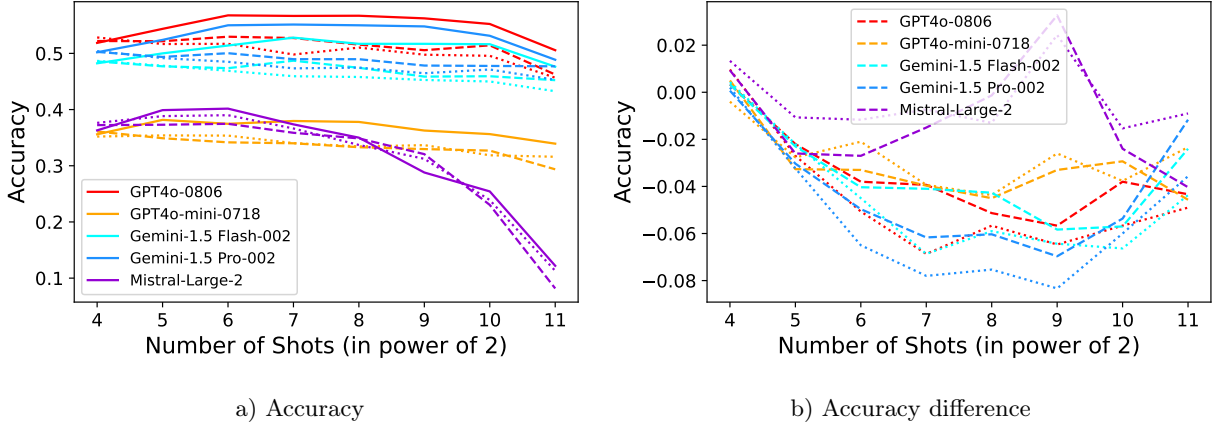 Accuracy
0.5
0.4
0.3
0.2
0.1
GPT4o-0806
GPT4o-mini-0718
Gemini-1.5 Flash-002
Gemini-1.5 Pro-002
Mistral-Large-2
4 5 6 7 8 9 10 11
Number of Shots (in power of 2)
a) Accuracy
Accuracy
0.02
0.00
−0.02
−0.04
−0.06
−0.08
GPT4o-0806
GPT4o-mini-0718
Gemini-1.5 Flash-002
Gemini-1.5 Pro-002
Mistral-Large-2
4 5 6 7 8 9 10 11
Number of Shots (in power of 2)
b) Accuracy difference